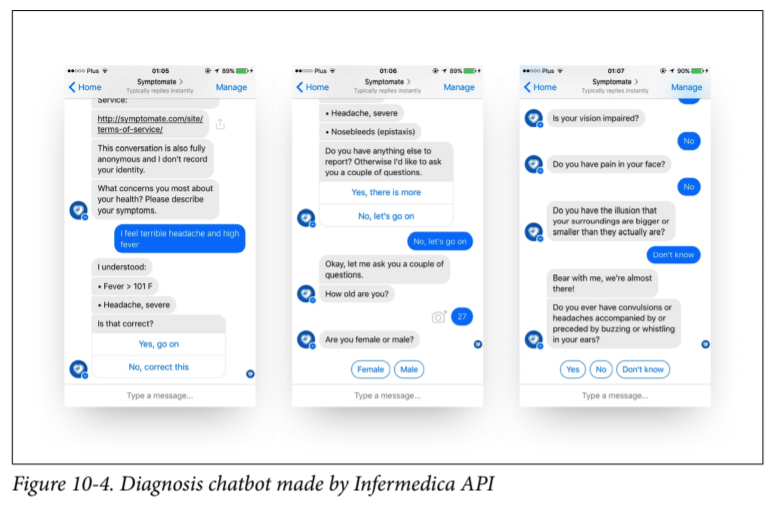 Plus 01:05 89%
Symptomate >
Home Typically replies instantly Manage
Service:
http://symptomate.com/site/
terms-of-service/
This conversation is also fully
anonymous and I don't record
your identity.
What concerns you most about
your health? Please describe
your symptoms.
I feel terrible headache and high
fever
I understood:
• Fever > 101 F
• Headache, severe
Is that correct?
Yes, go on
No, correct this
Type a message...
Plus 01:06 89%
Symptomate >
Home Typically replies instantly Manage
• Headache, severe
• Nosebleeds (epistaxis)
Do you have anything else to
report? Otherwise I'd like to ask
you a couple of questions.
Yes, there is more
No, let's go on
No, let's go on
Okay, let me ask you a couple of
questions.
How old are you?
27
Are you female or male?
Female Male
Type a message...
Plus 01:07 90%
Symptomate >
Home Typically replies instantly Manage
Is your vision impaired?
No
Do you have pain in your face?
No
Do you have the illusion that
your surroundings are bigger or
smaller than they actually are?
Don't know
Bear with me, we're almost
there!
Do you ever have convulsions or
headaches accompanied by or
preceded by buzzing or whistling
in your ears?
Yes No Don't know
Type a message...
Figure 10-4. Diagnosis chatbot made by Infermedica API